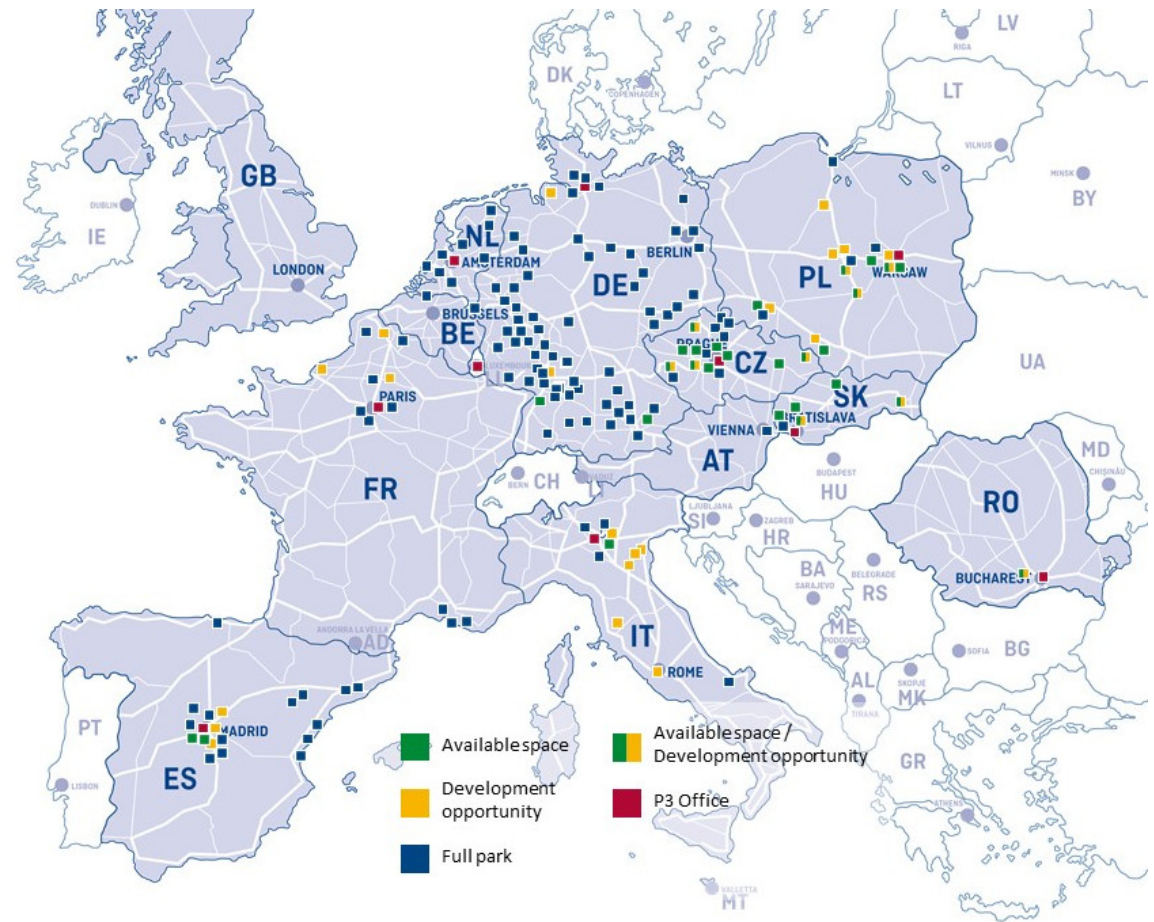 LV
RIGA
DK
COPENHAGEN
LT
VILNIUS
MINSK
BY
GB
DUBLIN
IE
LONDON
NL
AMSTERDAM
BERLIN
DE
PL
WARSAW
BRUSSELS
BE
LUXEMBOURG
PRAGUE
CZ
UA
PARIS
SK
BRATISLAVA
VIENNA
AT
FR
BERN
CH
VADUZ
LI
BUDAPEST
HU
MD
CHIȘINĂU
RO
LJUBLJANA
SI
ZAGREB
HR
BUCHAREST
BA
SARAJEVO
BELGRADE
RS
ANDORRA LA VELLA
AD
IT
ME
PODGORICA
SOFIA
BG
ROME
SKOPJE
MK
AL
TIRANA
PT
LISBON
MADRID
ES
GR
ATHENS
Available space
Available space /
Development opportunity
Development
opportunity
P3 Office
Full park
VALLETTA
MT